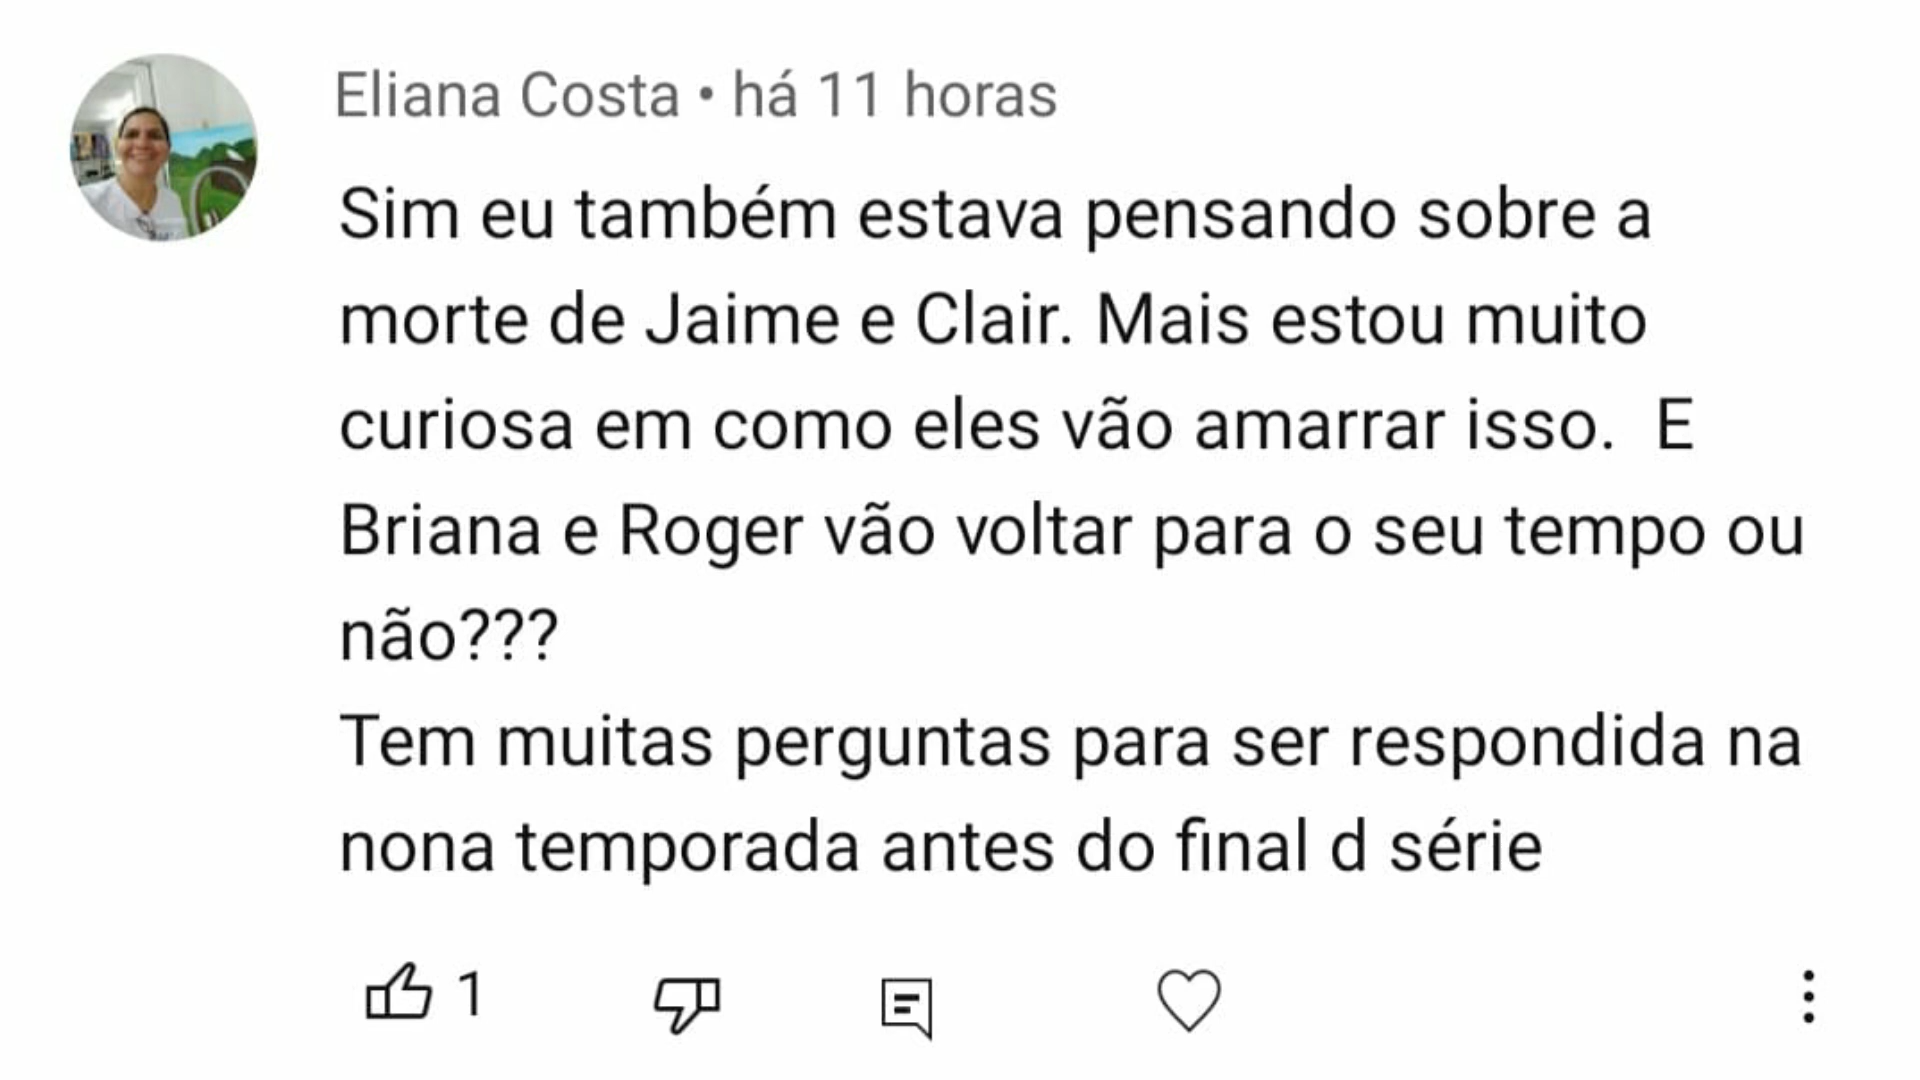 Eliana Costa • há 11 horas
Sim eu também estava pensando sobre a
morte de Jaime e Clair. Mais estou muito
curiosa em como eles vão amarrar isso.  E
Briana e Roger vão voltar para o seu tempo ou
não???
Tem muitas perguntas para ser respondida na
nona temporada antes do final d série
1